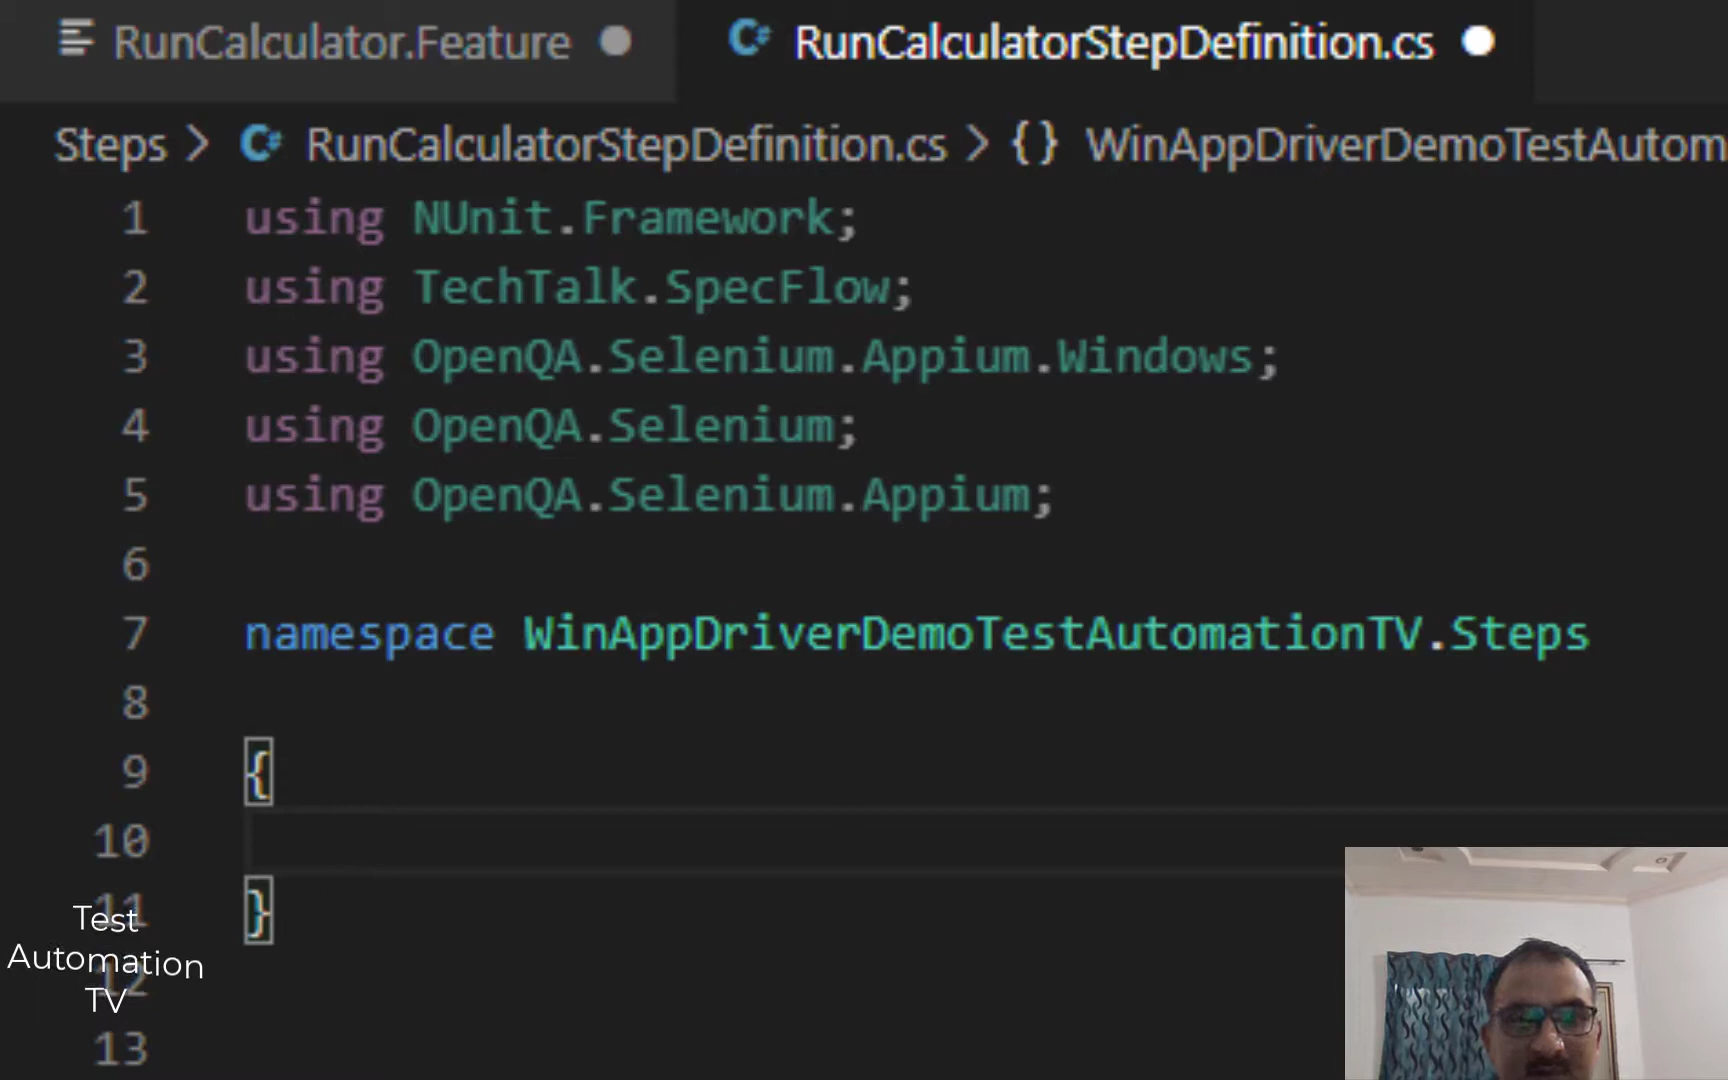 RunCalculator.Feature
RunCalculatorStepDefinition.cs
Steps > RunCalculatorStepDefinition.cs > {} WinAppDriverDemoTestAutom
1 using NUnit.Framework;
2 using TechTalk.SpecFlow;
3 using OpenQA.Selenium.Appium.Windows;
4 using OpenQA.Selenium;
5 using OpenQA.Selenium.Appium;
6
7 namespace WinAppDriverDemoTestAutomationTV.Steps
8
9 {
10
11 }
12
13
Test
Automation
TV